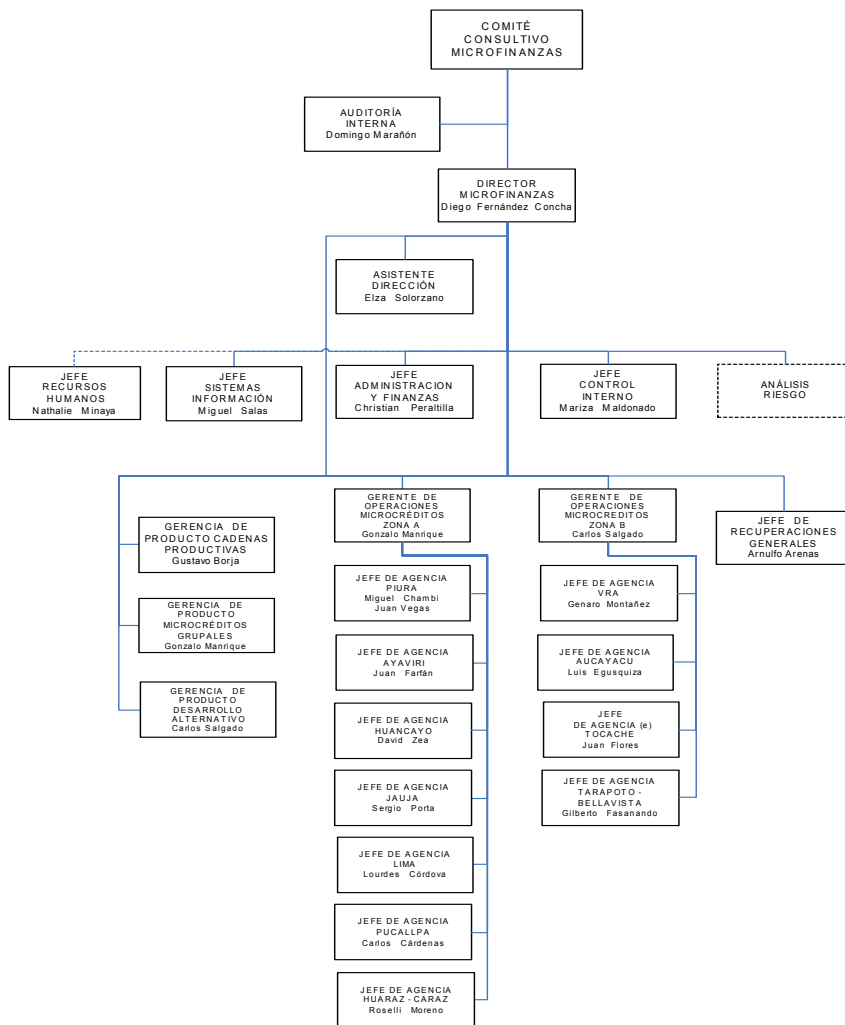 COMITÉ
CONSULTIVO
MICROFINANZAS
AUDITORÍA
INTERNA
Domingo Marañón
DIRECTOR
MICROFINANZAS
Diego Fernández Concha
ASISTENTE
DIRECCIÓN
Elza Solorzano
JEFE
RECURSOS
HUMANOS
Nathalie Minaya
JEFE
SISTEMAS
INFORMACIÓN
Miguel Salas
JEFE
ADMINISTRACION
Y FINANZAS
Christian Peraltilla
JEFE
CONTROL
INTERNO
Mariza Maldonado
ANÁLISIS
RIESGO
GERENCIA DE
PRODUCTO CADENAS
PRODUCTIVAS
Gustavo Borja
GERENCIA DE
PRODUCTO
MICROCRÉDITOS
GRUPALES
Gonzalo Manrique
GERENCIA DE
PRODUCTO
DESARROLLO
ALTERNATIVO
Carlos Salgado
GERENTE DE
OPERACIONES
MICROCRÉDITOS
ZONA A
Gonzalo Manrique
JEFE DE AGENCIA
PIURA
Miguel Chambi
Juan Vegas
JEFE DE AGENCIA
AYAVIRI
Juan Farfán
JEFE DE AGENCIA
HUANCAYO
David Zea
JEFE DE AGENCIA
JAUJA
Sergio Porta
JEFE DE AGENCIA
LIMA
Lourdes Córdova
JEFE DE AGENCIA
PUCALLPA
Carlos Cárdenas
JEFE DE AGENCIA
HUARAZ - CARAZ
Roselli Moreno
GERENTE DE
OPERACIONES
MICROCREDITOS
ZONA B
Carlos Salgado
JEFE DE AGENCIA
VRA
Genaro Montañez
JEFE DE AGENCIA
AUCAYACU
Luis Egusquiza
JEFE
DE AGENCIA (e)
TOCACHE
Juan Flores
JEFE DE AGENCIA
TARAPOTO -
BELLAVISTA
Gilberto Fasanando
JEFE DE
RECUPERACIONES
GENERALES
Arnulfo Arenas